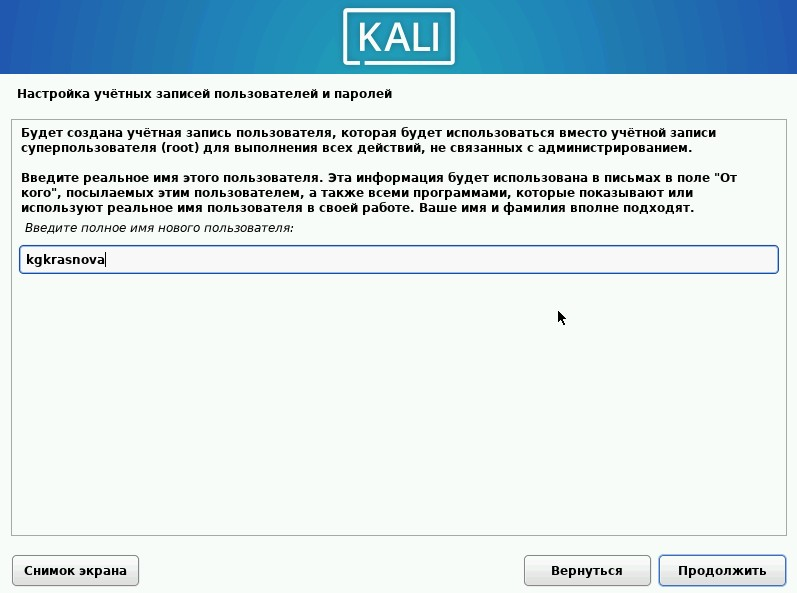 KALI
Настройка учётных записей пользователей и паролей
Будет создана учётная запись пользователя, которая будет использоваться вместо учётной записи
суперпользователя (root) для выполнения всех действий, не связанных с администрированием.
Введите реальное имя этого пользователя. Эта информация будет использована в письмах в поле "От
кого", посылаемых этим пользователем, а также всеми программами, которые показывают или
используют реальное имя пользователя в своей работе. Ваше имя и фамилия вполне подходят.
Введите полное имя нового пользователя:
kgkrasnova
Снимок экрана
Вернуться
Продолжить